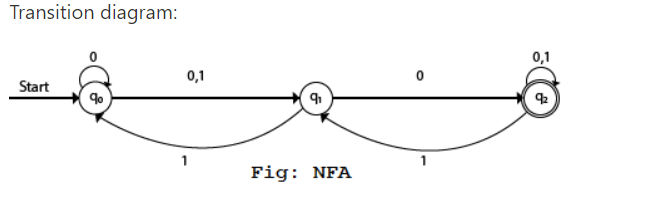 Transition diagram:
0
0,1
0,1
0
Start
q₀
q₁
q₂
1
1
Fig: NFA